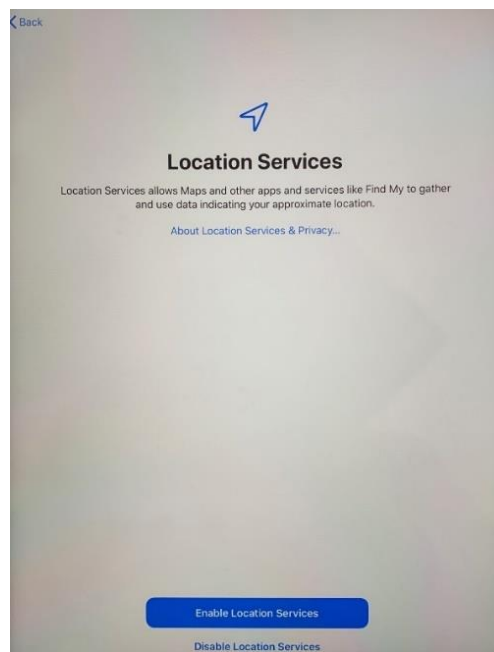 Back
Location Services
Location Services allows Maps and other apps and services like Find My to gather
and use data indicating your approximate location.
About Location Services & Privacy...
Enable Location Services
Disable Location Services